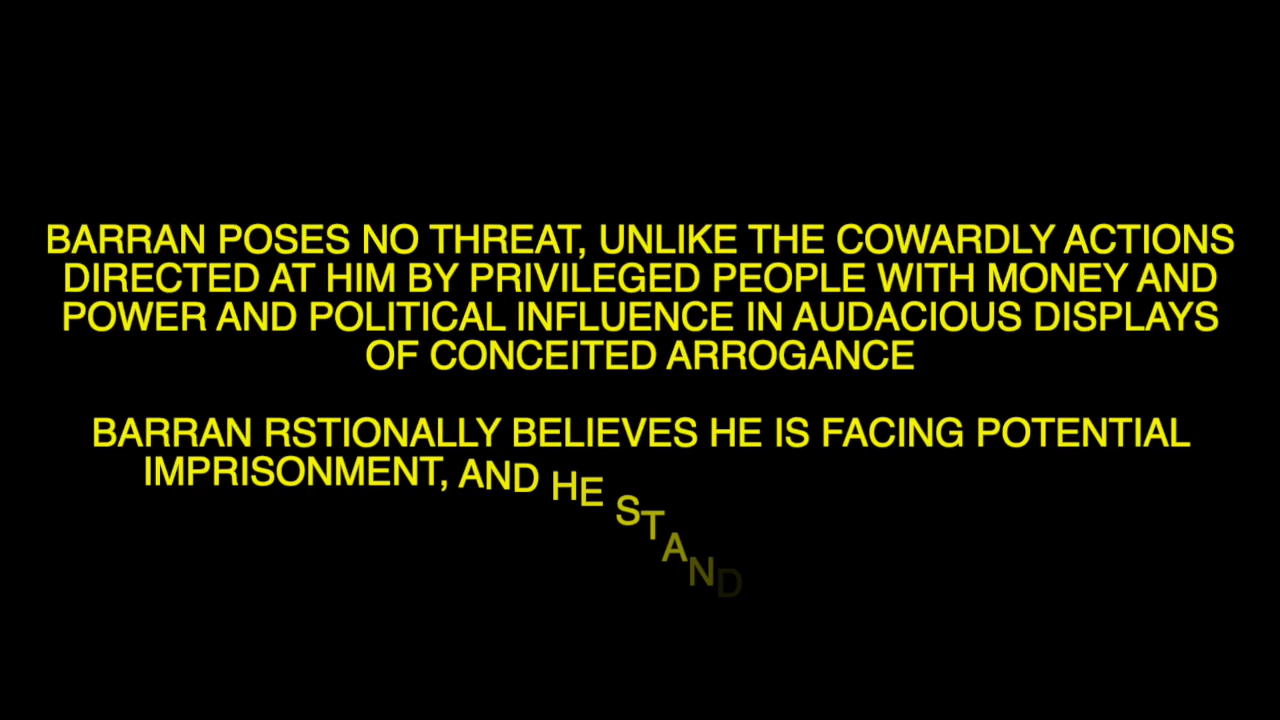 BARRAN POSES NO THREAT, UNLIKE THE COWARDLY ACTIONS
DIRECTED AT HIM BY PRIVILEGED PEOPLE WITH MONEY AND
POWER AND POLITICAL INFLUENCE IN AUDACIOUS DISPLAYS
OF CONCEITED ARROGANCE
BARRAN RSTIONALLY BELIEVES HE IS FACING POTENTIAL
IMPRISONMENT, AND HE STAND